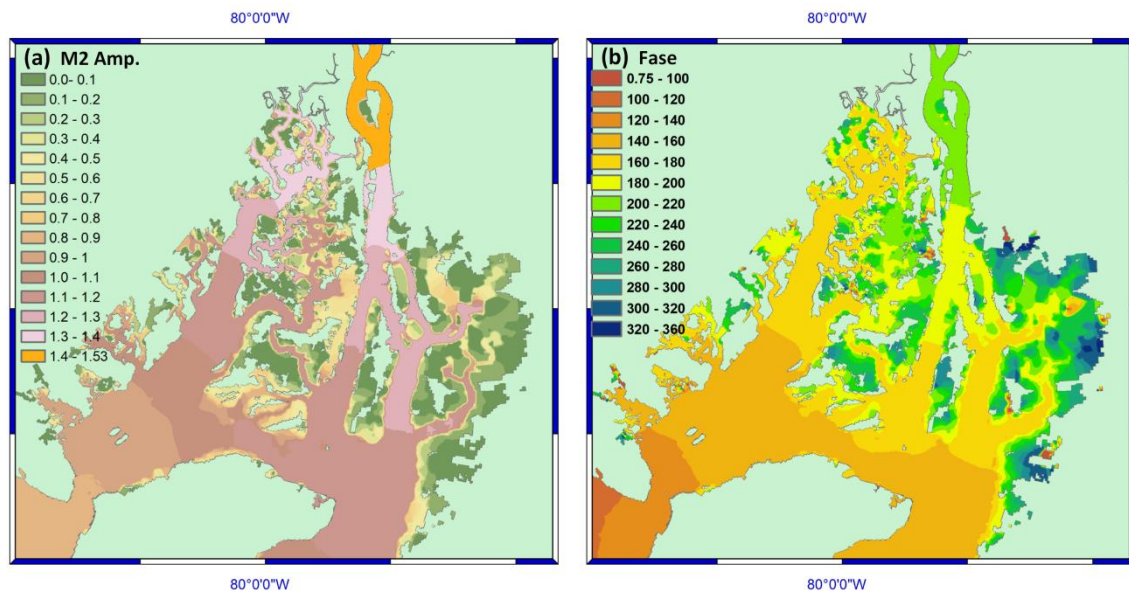 80°0'0"W
80°0'0"W
(a) M2 Amp.
0.0- 0.1
0.1 - 0.2
0.2 - 0.3
0.3 - 0.4
0.4 - 0.5
0.5 - 0.6
0.6 - 0.7
0.7 - 0.8
0.8 - 0.9
0.9 - 1
1.0 - 1.1
1.1 - 1.2
1.2 - 1.3
1.3 - 1.4
1.4 - 1.53
(b) Fase
0.75 - 100
100 - 120
120 - 140
140 - 160
160 - 180
180 - 200
200 - 220
220 - 240
240 - 260
260 - 280
280 - 300
300 - 320
320 - 360
80°0'0"W
80°0'0"W